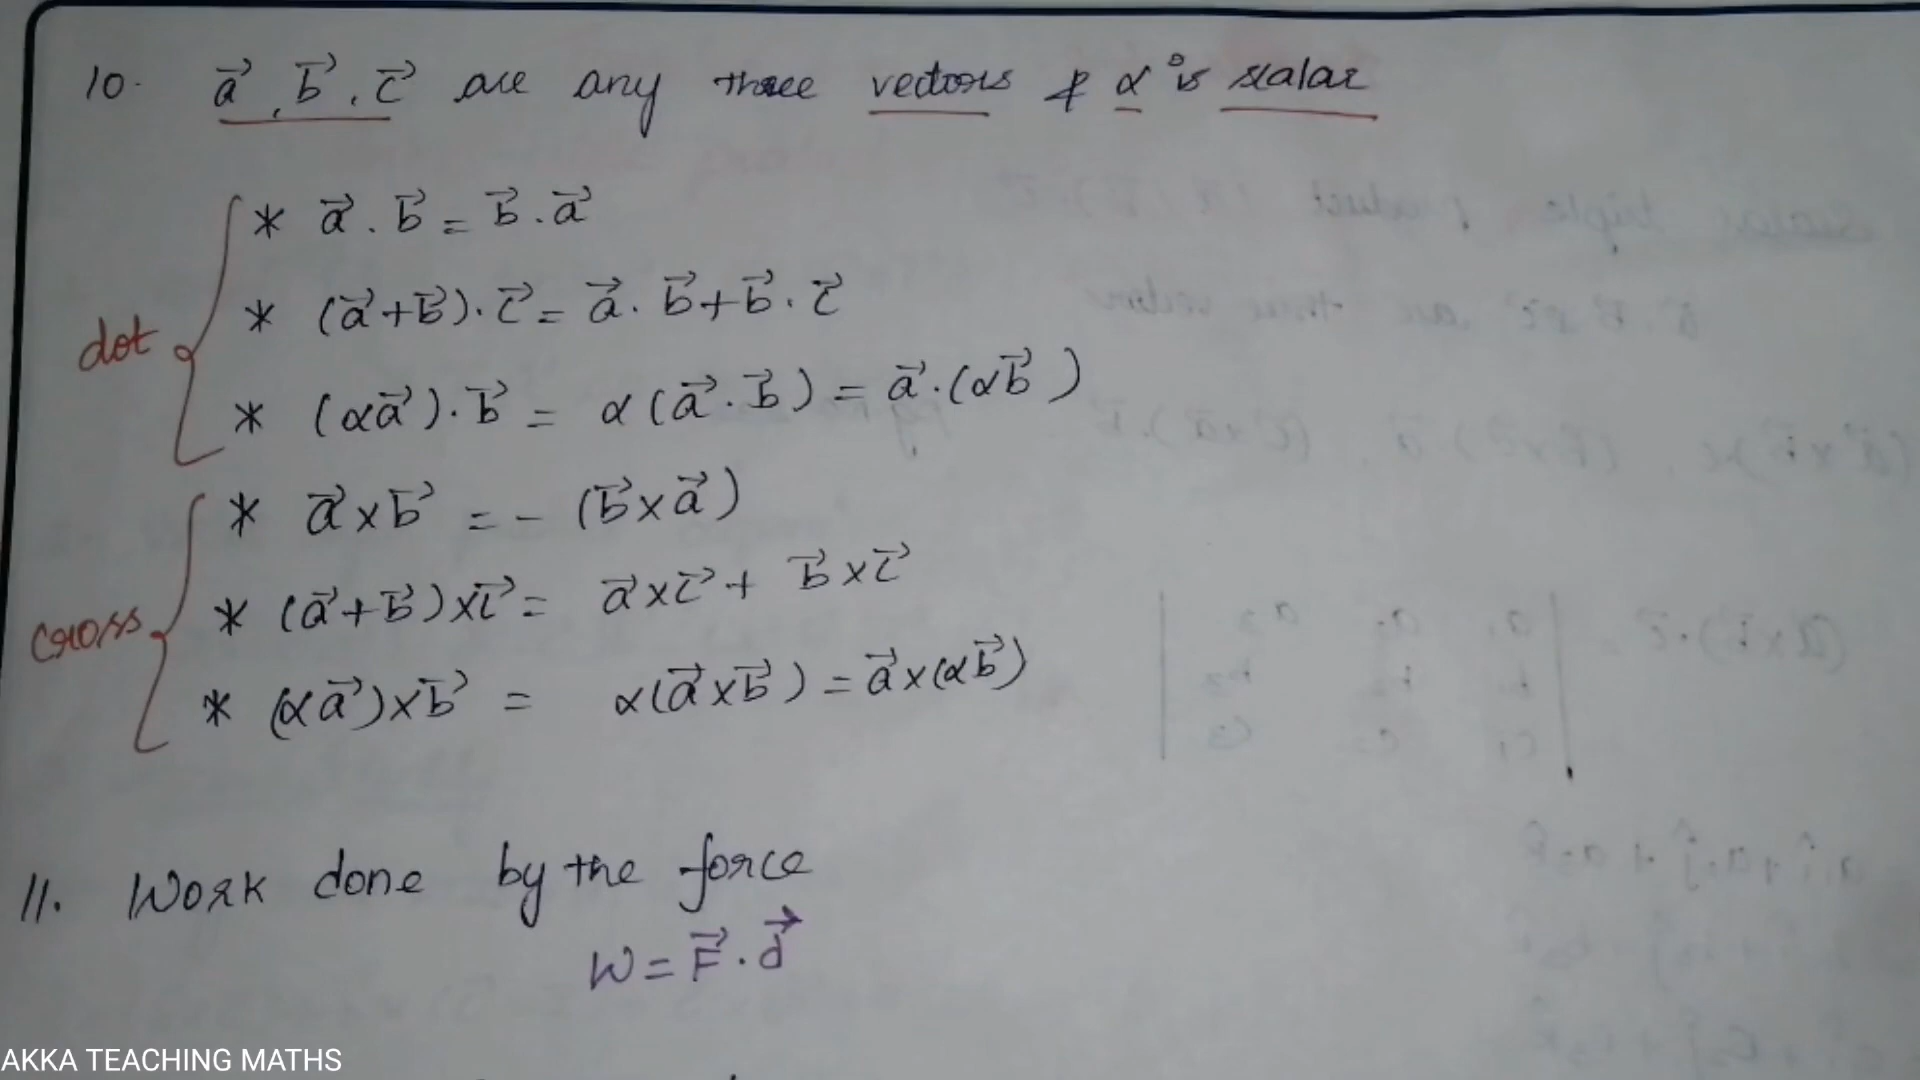 10. a⃗, b⃗, c⃗ are any three vectors & α is scalar
dot
* a⃗ . b⃗ = b⃗ . a⃗
* (a⃗+b⃗). c⃗ = a⃗ . b⃗ + b⃗ . c⃗
* (αa⃗). b⃗ = α(a⃗ . b⃗) = a⃗ . (αb⃗)
cross
* a⃗ × b⃗ = - (b⃗ × a⃗)
* (a⃗+b⃗) × c⃗ = a⃗ × c⃗ + b⃗ × c⃗
* (αa⃗) × b⃗ = α(a⃗ × b⃗) = a⃗ × (αb⃗)
11. Work done by the force
W = F⃗ . d⃗
AKKA TEACHING MATHS